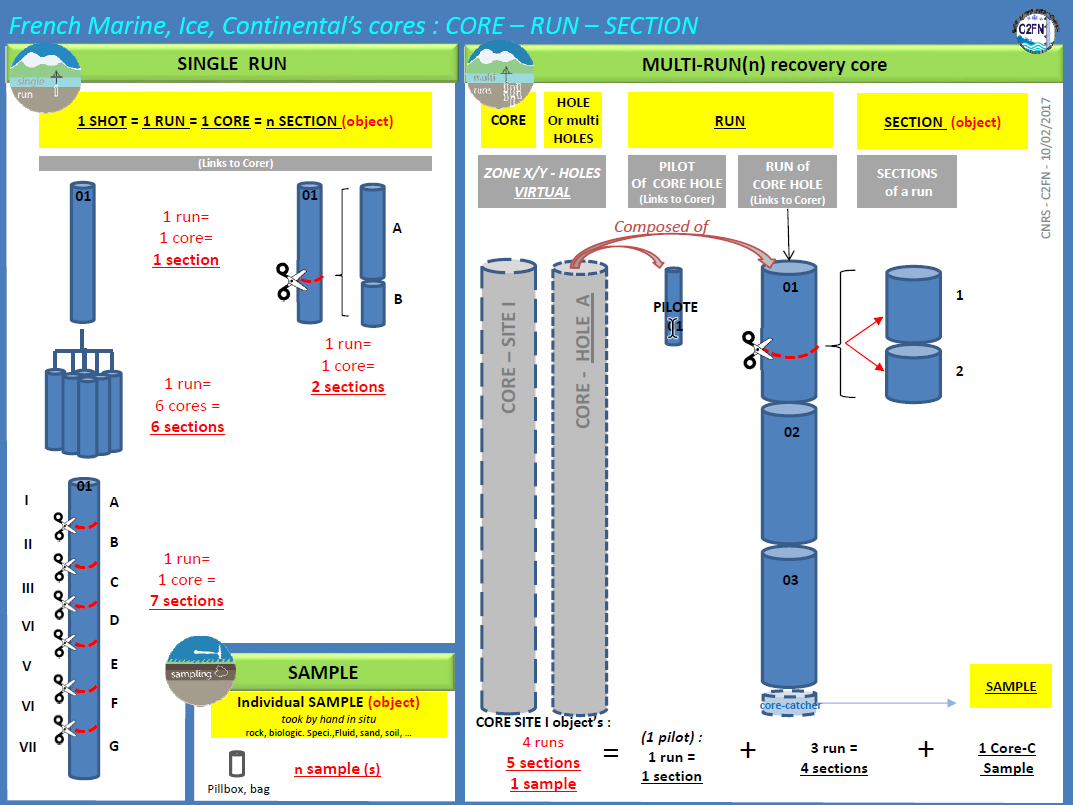 French Marine, Ice, Continental's cores : CORE – RUN – SECTION
C2FN
single
run
SINGLE RUN
1 SHOT = 1 RUN = 1 CORE = n SECTION (object)
(Links to Corer)
01
1 run=
1 core=
1 section
01
A
B
1 run=
1 core=
2 sections
1 run=
6 cores =
6 sections
01
I
II
III
VI
V
VI
VII
A
B
C
D
E
F
G
1 run=
1 core =
7 sections
sampling
SAMPLE
Individual SAMPLE (object)
took by hand in situ
rock, biologic. Speci.,Fluid, sand, soil, ...
Pillbox, bag
n sample (s)
multi
runs
MULTI-RUN(n) recovery core
CORE
HOLE
Or multi
HOLES
RUN
SECTION (object)
ZONE X/Y - HOLES
VIRTUAL
PILOT
Of CORE HOLE
(Links to Corer)
RUN of
CORE HOLE
(Links to Corer)
SECTIONS
of a run
CNRS - C2FN - 10/02/2017
Composed of
CORE – SITE I
CORE - HOLE A
PILOTE
01
01
02
03
1
2
core-catcher
SAMPLE
CORE SITE I object's :
4 runs
5 sections
1 sample
=
(1 pilot) :
1 run =
1 section
+
3 run =
4 sections
+
1 Core-C
Sample